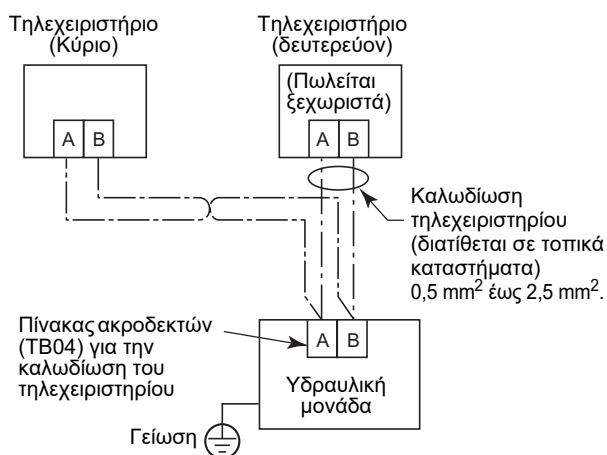 Τηλεχειριστήριο
(Κύριο)
Τηλεχειριστήριο
(δευτερεύον)
(Πωλείται
ξεχωριστά)
A B
A B
Καλωδίωση
τηλεχειριστηρίου
(διατίθεται σε τοπικά
καταστήματα)
0,5 mm² έως 2,5 mm².
Πίνακας ακροδεκτών
(TB04) για την
καλωδίωση του
τηλεχειριστηρίου
A B
Υδραυλική
μονάδα
Γείωση